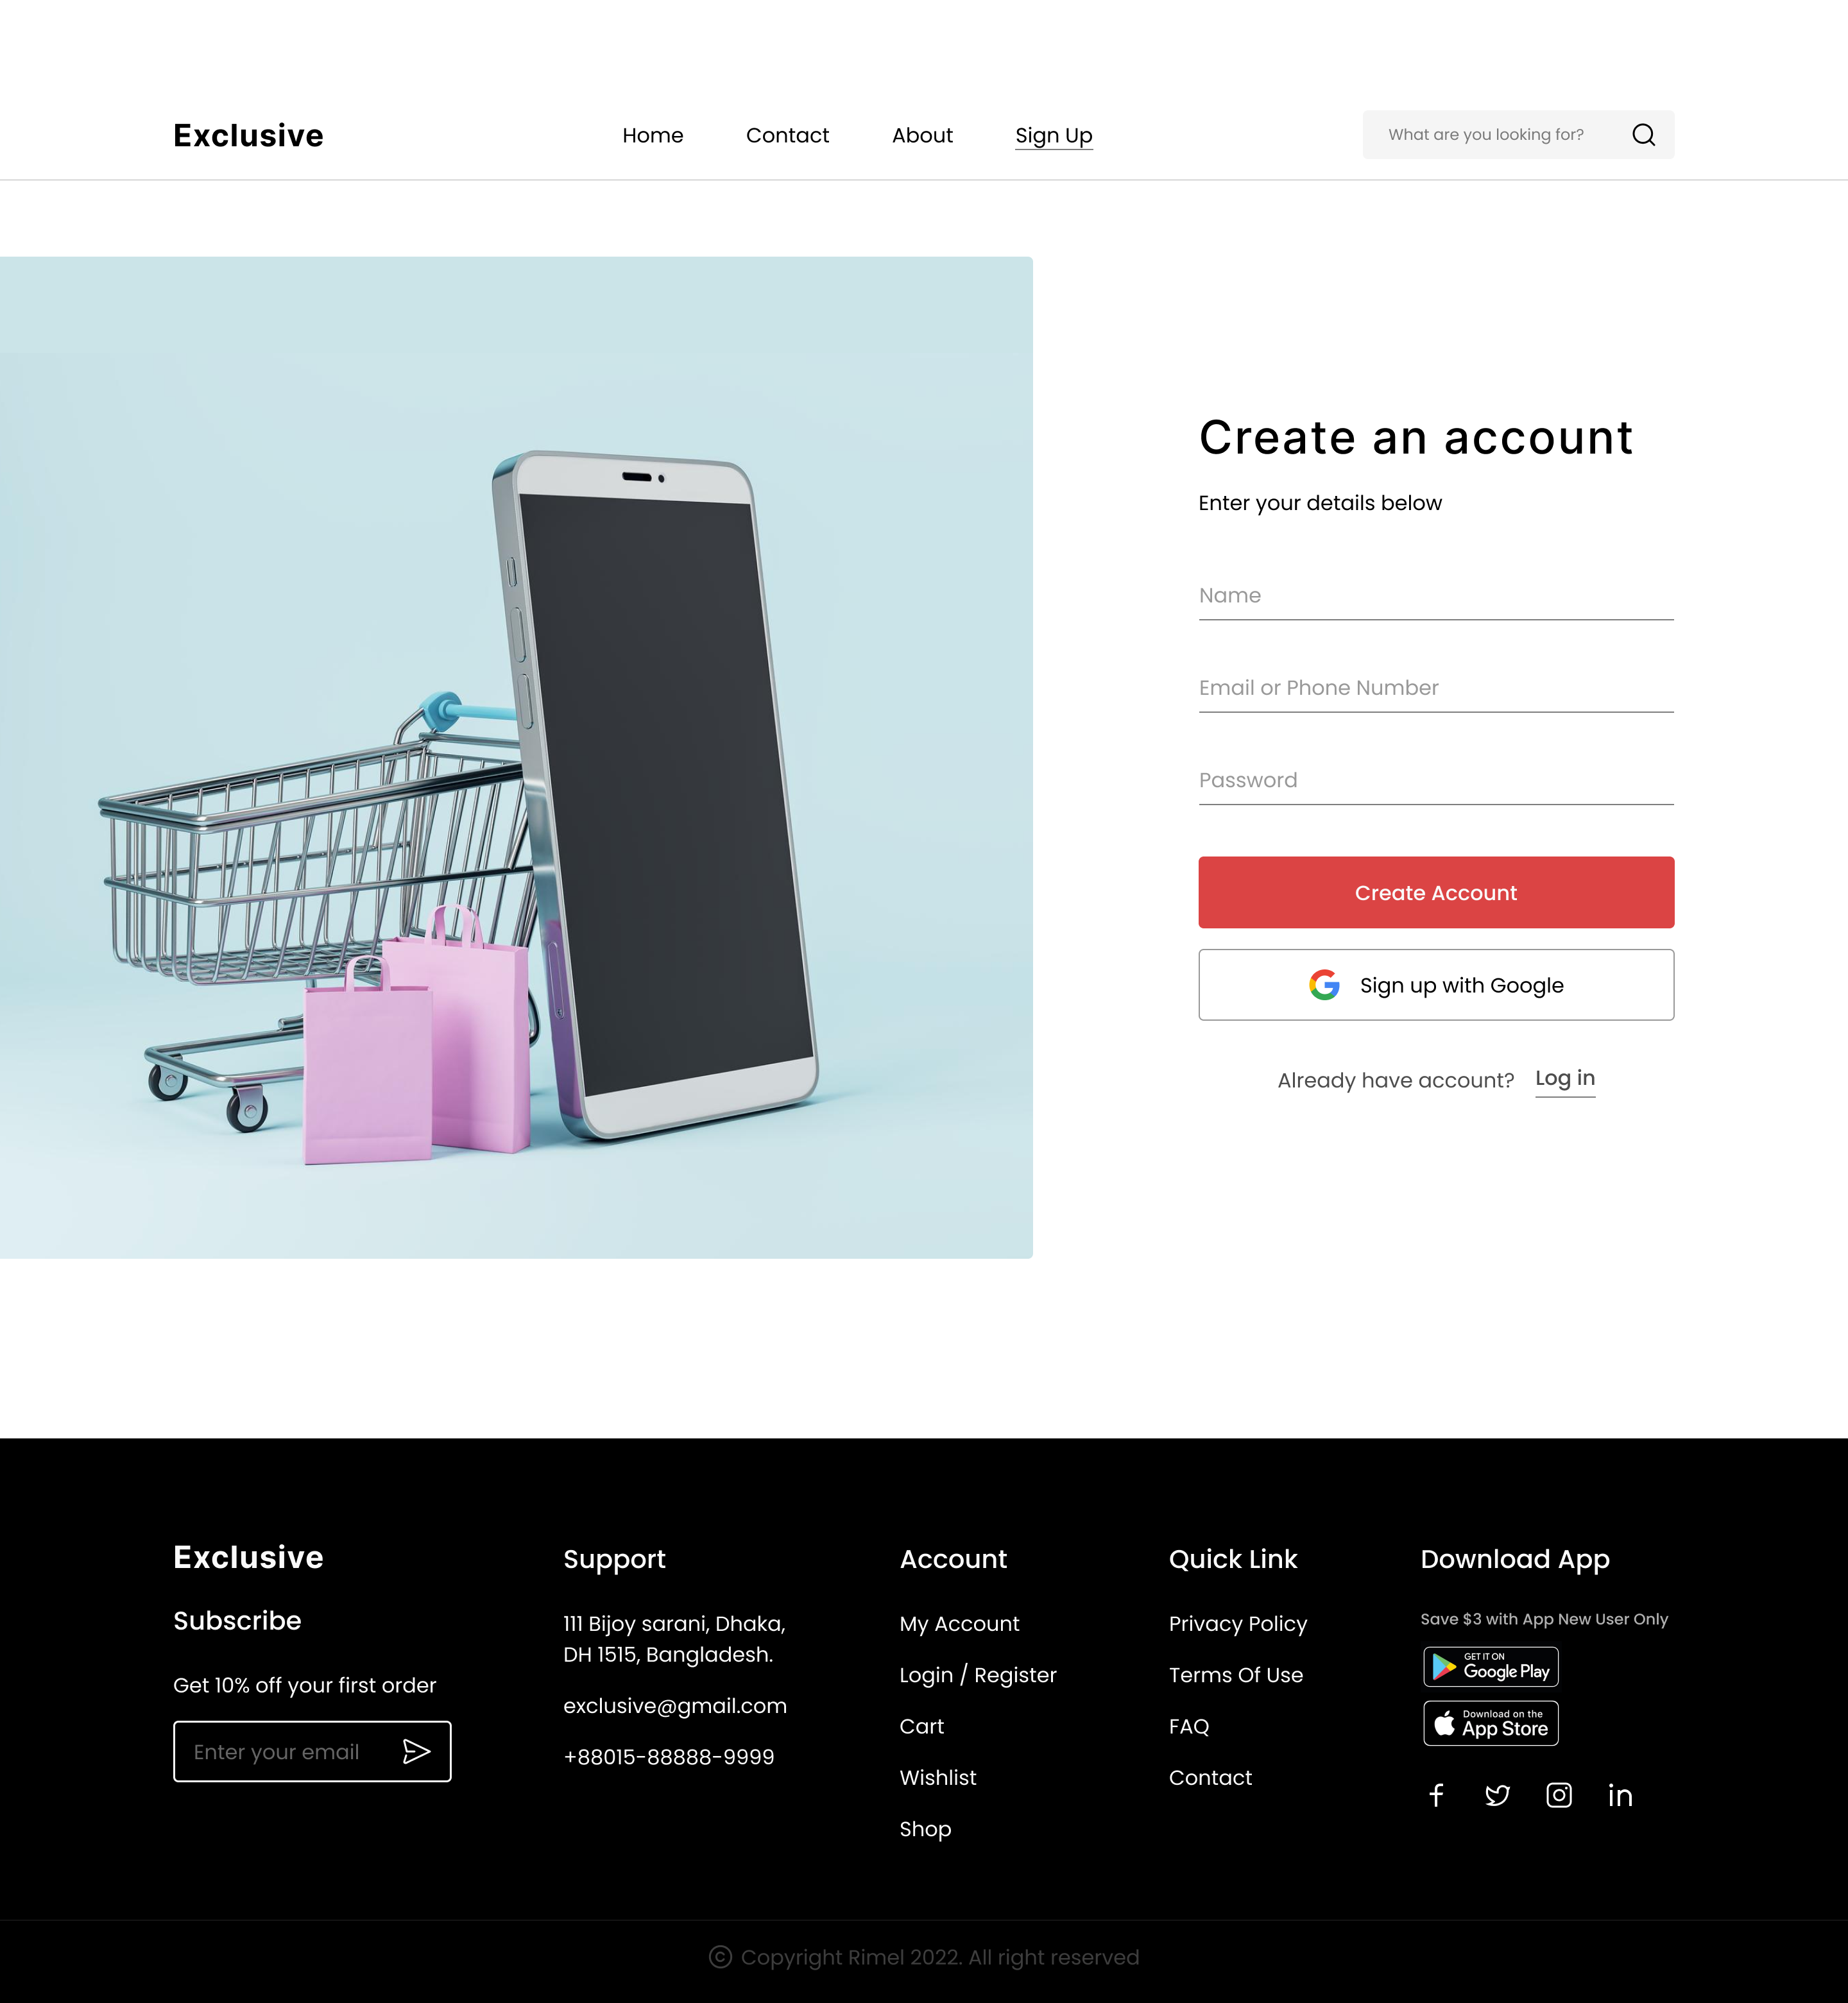 Exclusive
Home
Contact
About
Sign Up
What are you looking for?
Create an account
Enter your details below
Name
Email or Phone Number
Password
Create Account
Sign up with Google
Already have account?
Log in
Exclusive
Subscribe
Get 10% off your first order
Enter your email
Support
111 Bijoy sarani, Dhaka,
DH 1515, Bangladesh.
exclusive@gmail.com
+88015-88888-9999
Account
My Account
Login / Register
Cart
Wishlist
Shop
Quick Link
Privacy Policy
Terms Of Use
FAQ
Contact
Download App
Save $3 with App New User Only
GET IT ON
Google Play
Download on the
App Store
© Copyright Rimel 2022. All right reserved